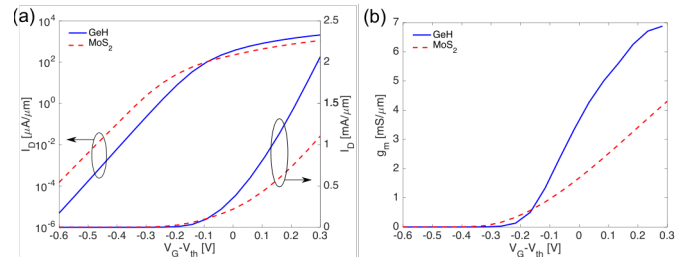 (a)
GeH
MoS2
10^4
10^2
10^0
10^-2
10^-4
10^-6
I_D [μA/μm]
2.5
2
1.5
1
0.5
0
I_D [mA/μm]
-0.6 -0.5 -0.4 -0.3 -0.2 -0.1 0 0.1 0.2 0.3
V_G-V_th [V]
(b)
GeH
MoS2
7
6
5
4
3
2
1
0
g_m [mS/μm]
-0.6 -0.5 -0.4 -0.3 -0.2 -0.1 0 0.1 0.2 0.3
V_G-V_th [V]